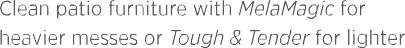 Clean patio furniture with MelaMagic for
heavier messes or Tough & Tender for lighter